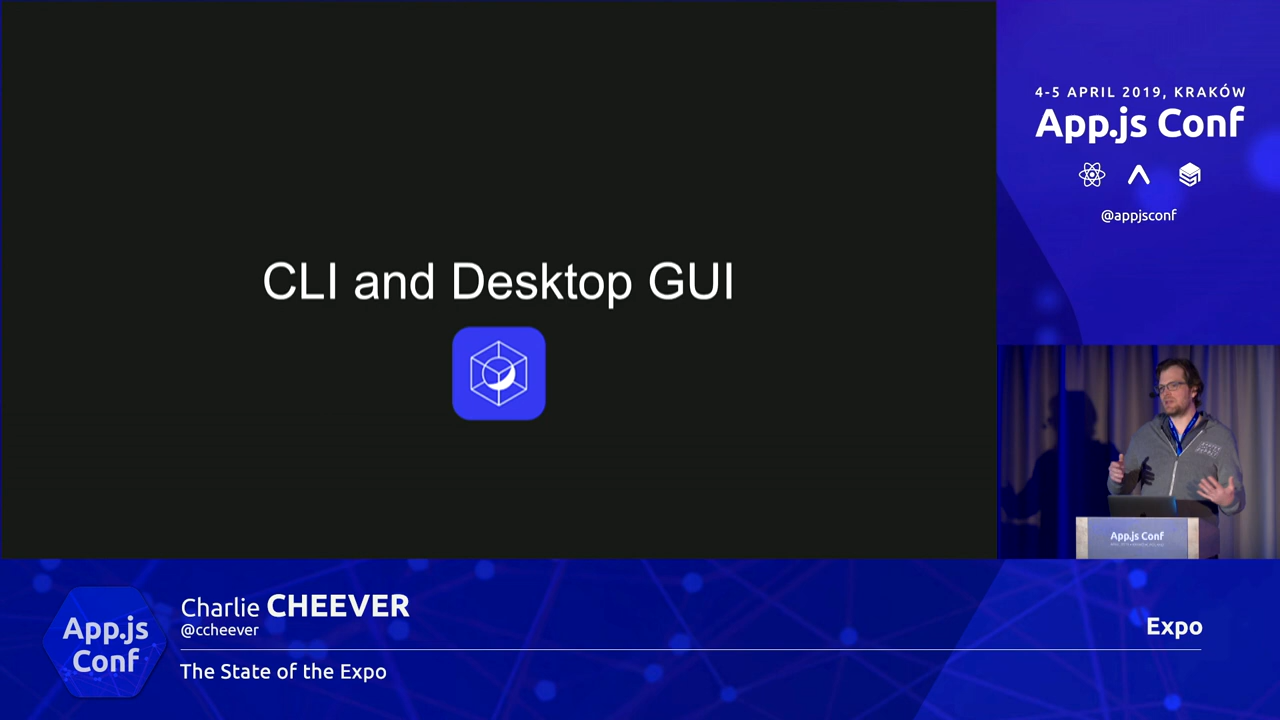 CLI and Desktop GUI
4-5 APRIL 2019, KRAKÓW
App.js Conf
@appjsconf
App.js Conf
App.js
Conf
Charlie CHEEVER
@ccheever
The State of the Expo
Expo